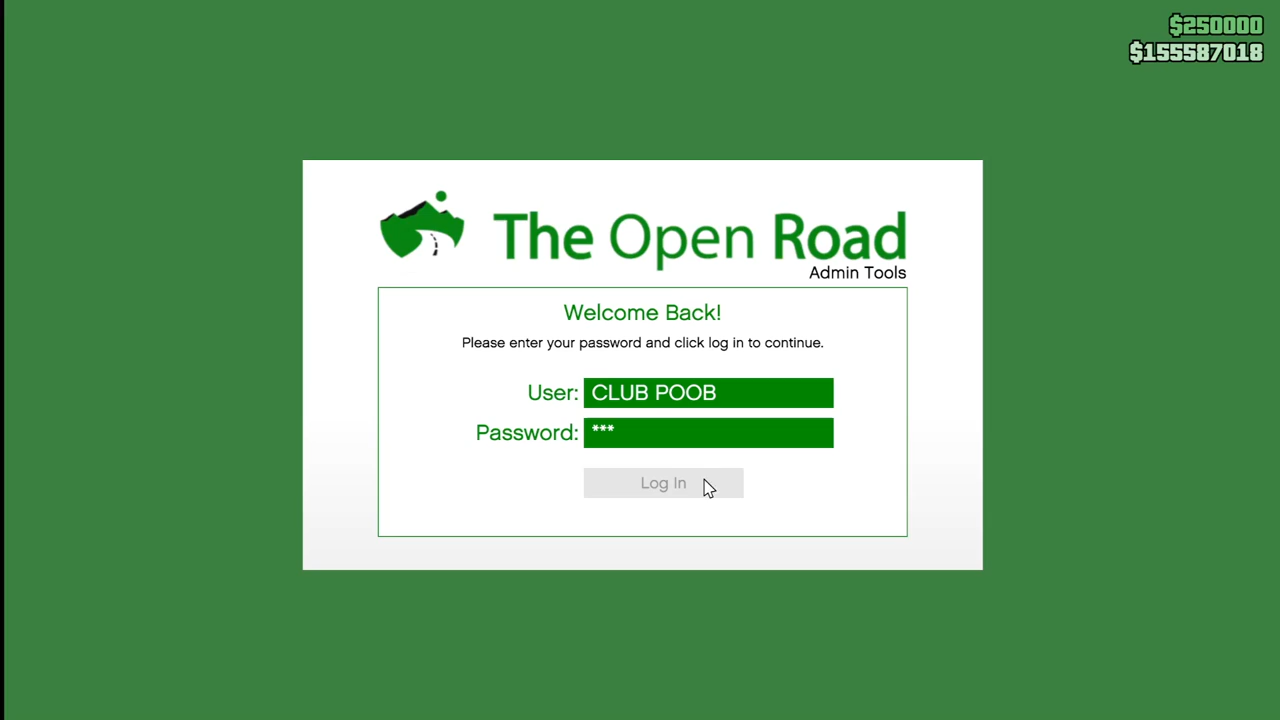 $250000
$155587018
The Open Road
Admin Tools
Welcome Back!
Please enter your password and click log in to continue.
User: CLUB POOB
Password: ***
Log In